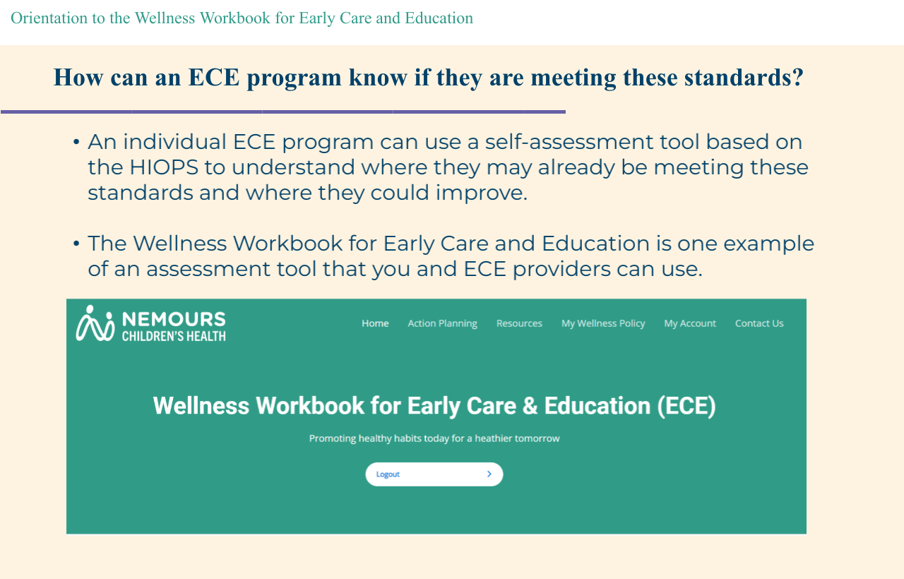 Orientation to the Wellness Workbook for Early Care and Education
How can an ECE program know if they are meeting these standards?
• An individual ECE program can use a self-assessment tool based on
the HIOPS to understand where they may already be meeting these
standards and where they could improve.
• The Wellness Workbook for Early Care and Education is one example
of an assessment tool that you and ECE providers can use.
NEMOURS
CHILDREN'S HEALTH
Home Action Planning Resources My Wellness Policy My Account Contact Us
Wellness Workbook for Early Care & Education (ECE)
Promoting healthy habits today for a heathier tomorrow
Logout >